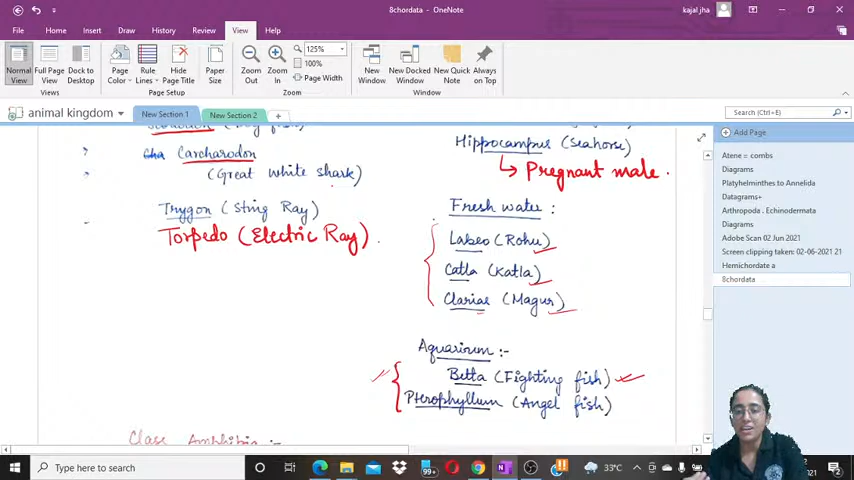 8chordata - OneNote
kajal jha
File Home Insert Draw History Review View Help
Normal View
Full Page View
Dock to Desktop
Page Color
Rule Lines
Hide Page Title
Paper Size
Zoom Out
Zoom In
125%
100%
Page Width
New Window
New Docked Window
New Quick Note
Always on Top
Views Page Setup Zoom Window
animal kingdom New Section 1 New Section 2 +
Search (Ctrl+E)
Add Page
Atene = combs
Diagrams
Platyhelminthes to Annelida
Datagrams+
Arthropoda . Echinodermata
Diagrams
Adobe Scan 02 Jun 2021
Screen clipping taken: 02-06-2021 21
Hemichordate a
8chordata
Carcharodon
(Great white shark)
Trygon (Sting Ray)
Torpedo (Electric Ray).
Hippocampus (Seahorse)
↳ Pregnant male.
Fresh water :
Labeo (Rohu)
Catla (Katla)
Clarias (Magur)
Aquarium :-
Betta (Fighting fish)
Pterophyllum (Angel fish)
Class Amphibia :-
Type here to search
99+
33°C